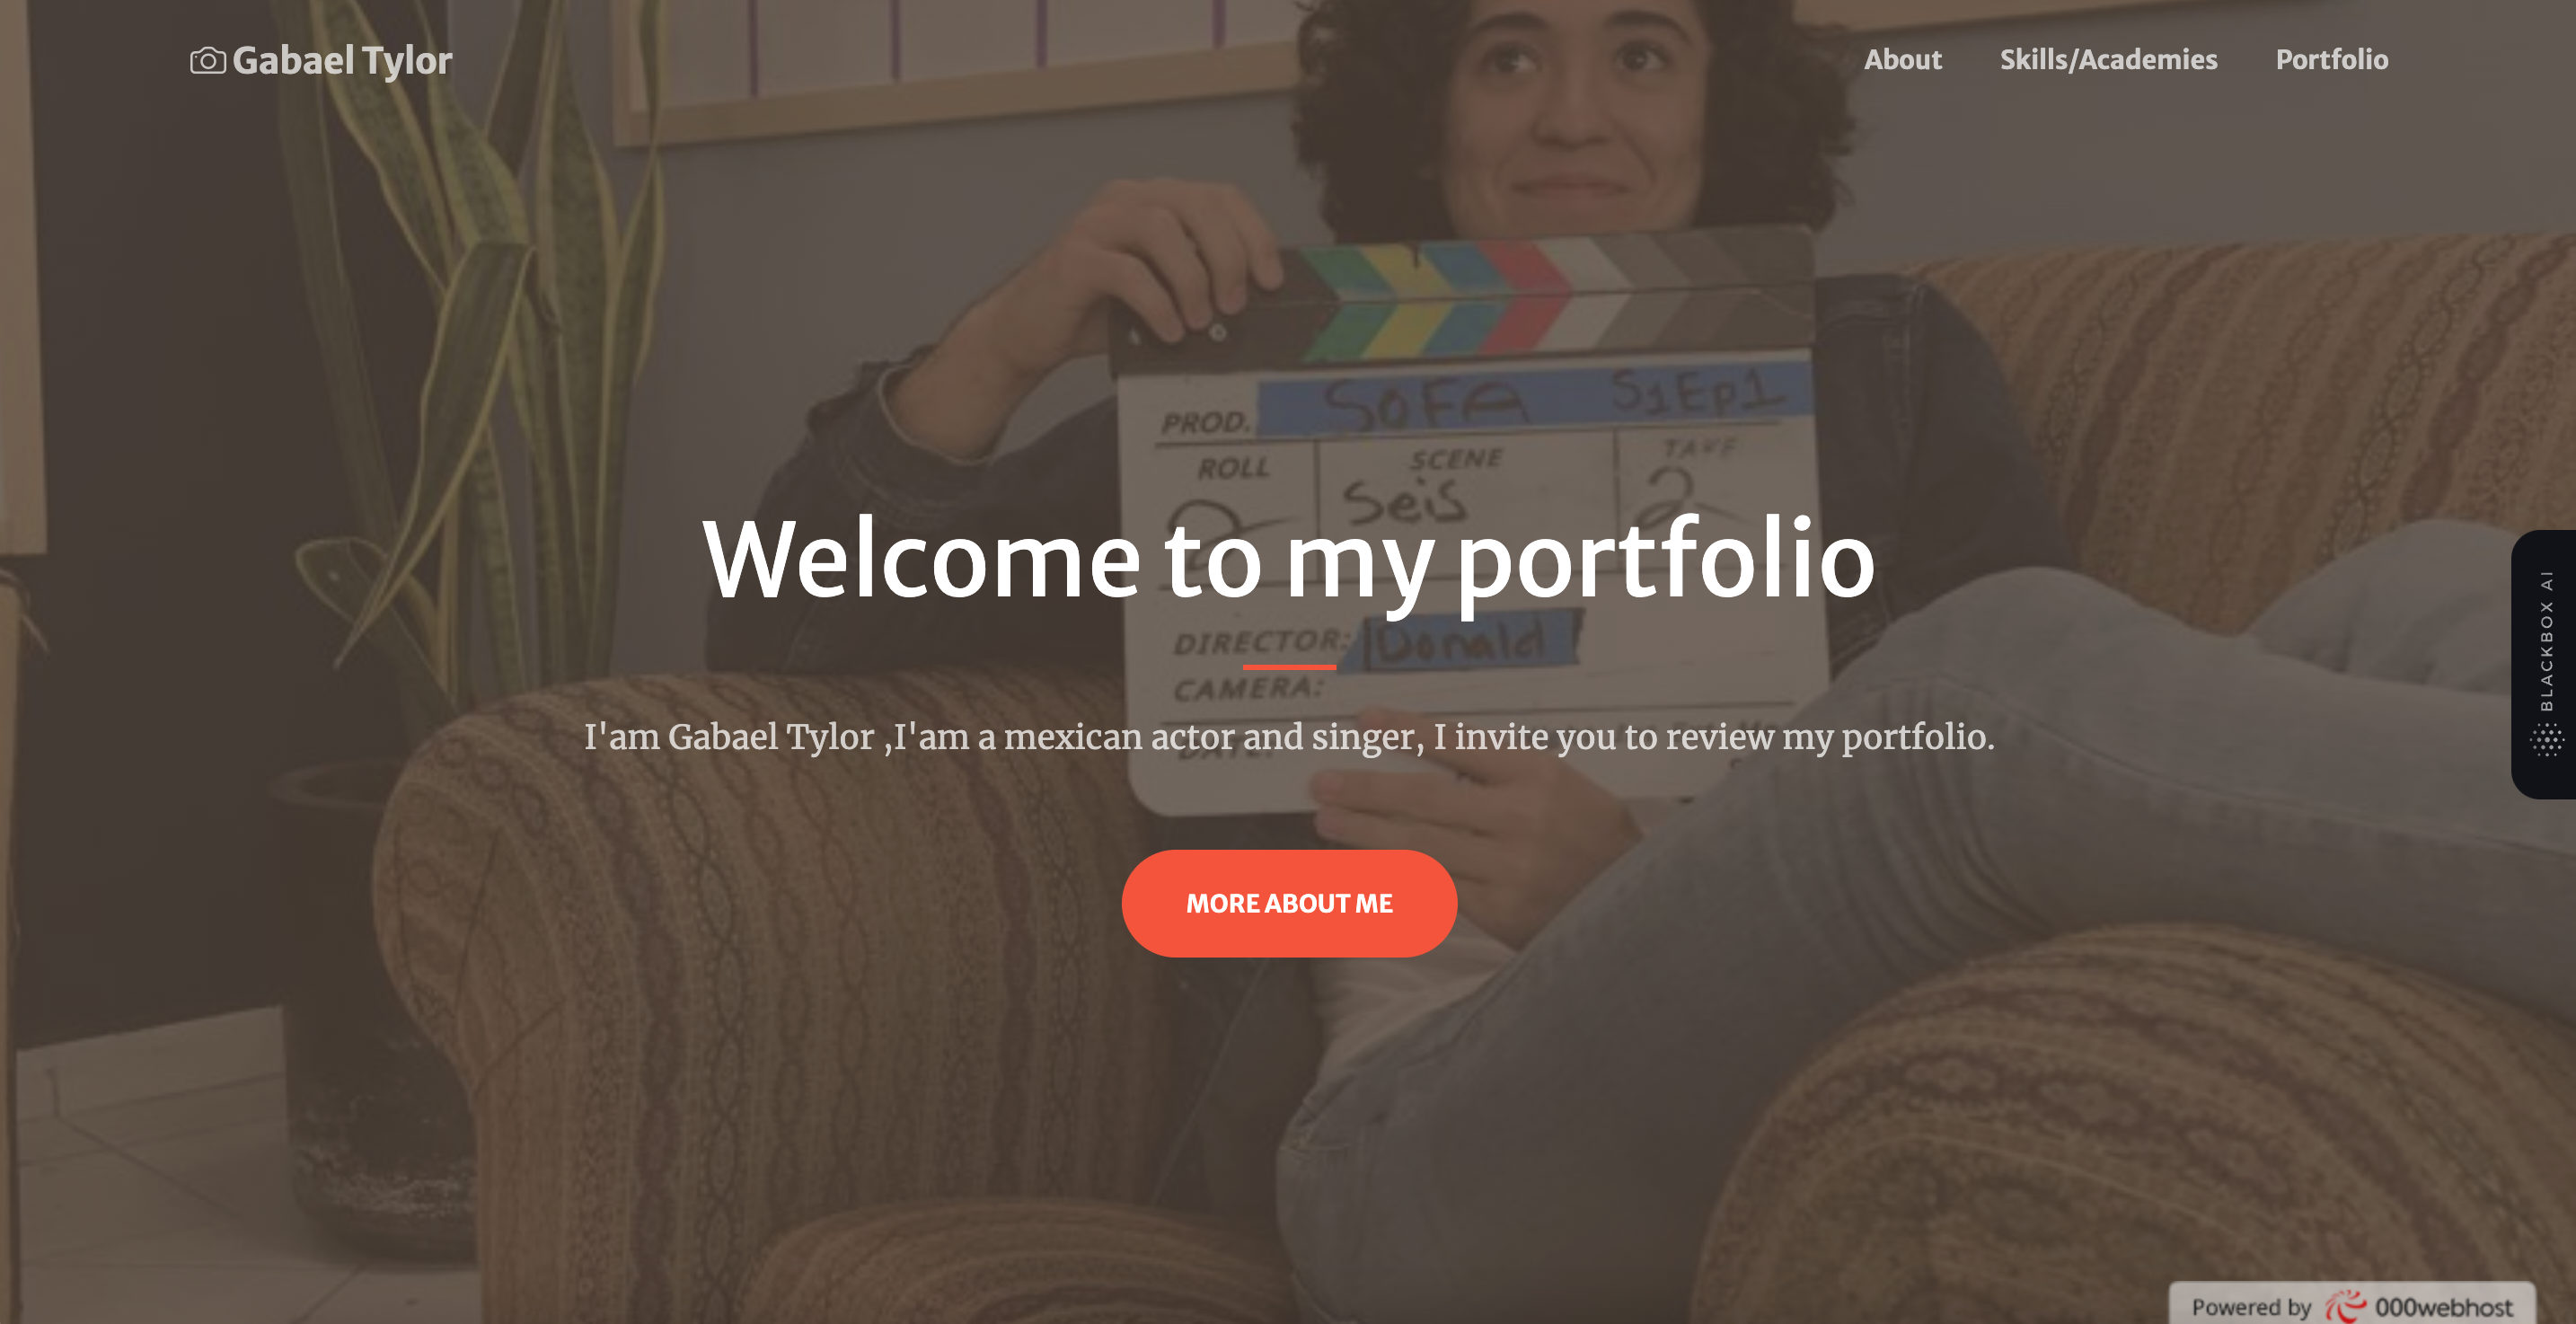 Gabael Tylor
About
Skills/Academies
Portfolio
PROD. SOFA S1Ep1
ROLL SCENE TAKE
2 Seis 2
Welcome to my portfolio
DIRECTOR: Donald
CAMERA:
I'am Gabael Tylor ,I'am a mexican actor and singer, I invite you to review my portfolio.
DATE:
MORE ABOUT ME
BLACKBOX AI
Powered by 000webhost